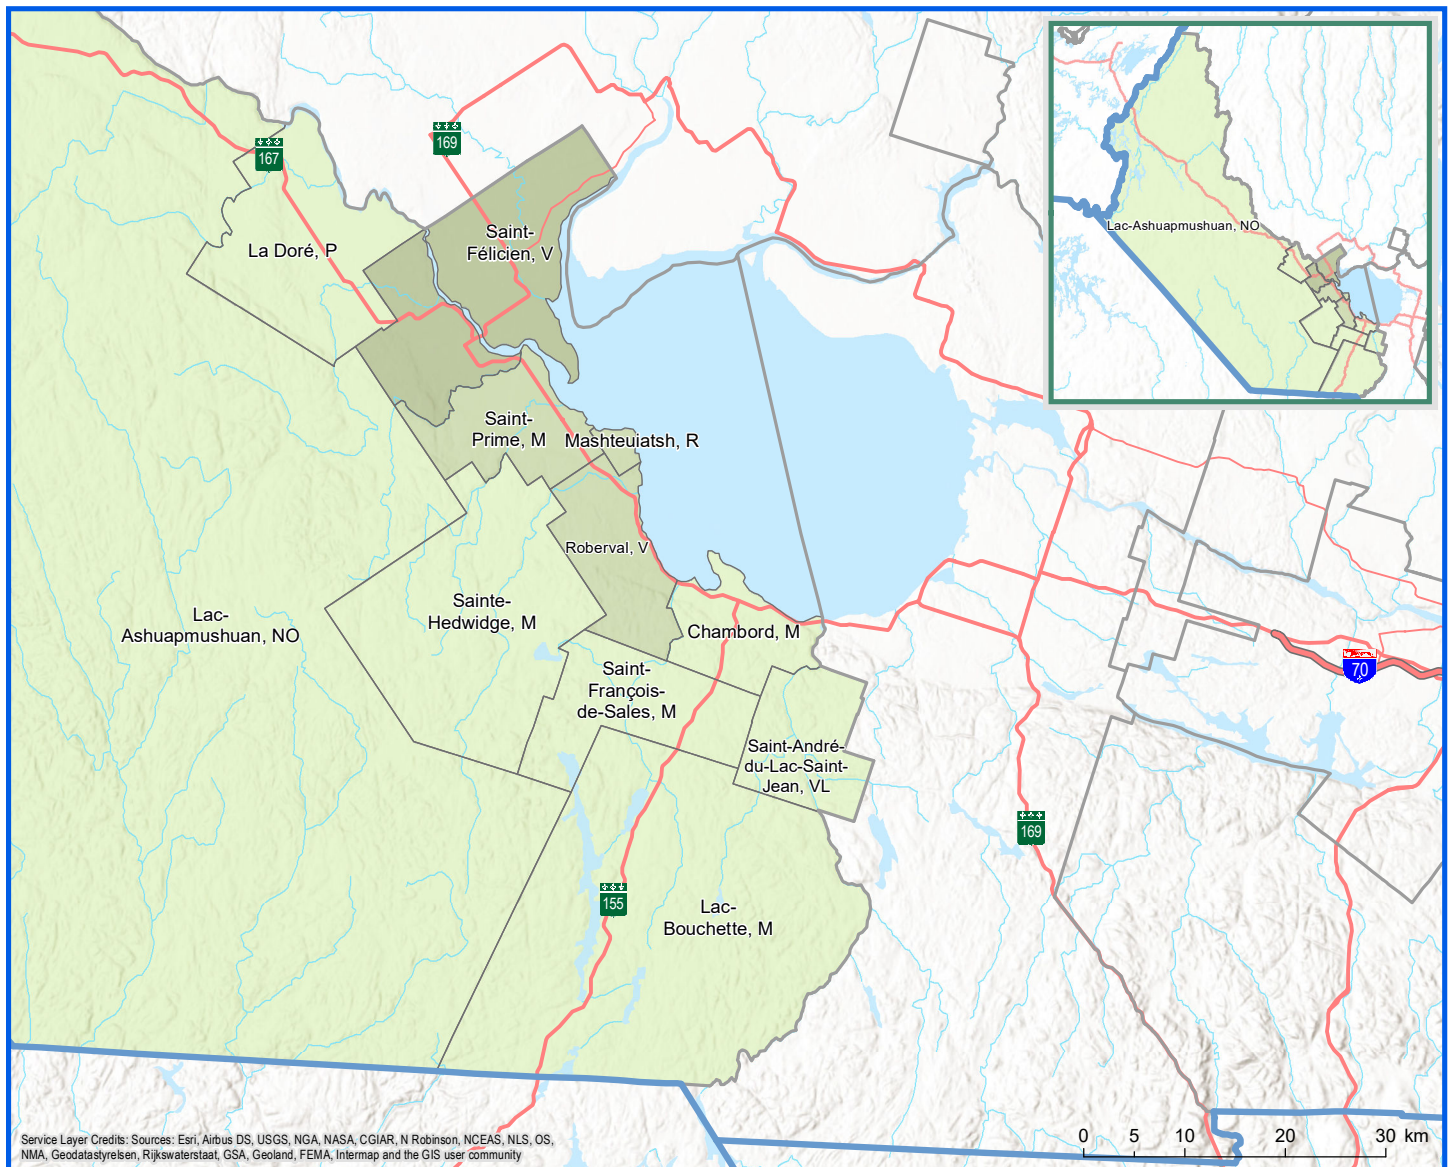 167
169
Lac-Ashuapmushuan, NO
Saint-
Félicien, V
La Doré, P
Saint-
Prime, M
Mashteuiatsh, R
Roberval, V
Sainte-
Hedwidge, M
Lac-
Ashuapmushuan, NO
Chambord, M
Saint-
François-
de-Sales, M
70
Saint-André-
du-Lac-Saint-
Jean, VL
169
155
Lac-
Bouchette, M
Service Layer Credits: Sources: Esri, Airbus DS, USGS, NGA, NASA, CGIAR, N Robinson, NCEAS, NLS, OS,
NMA, Geodatastyrelsen, Rijkswaterstaat, GSA, Geoland, FEMA, Intermap and the GIS user community
0 5 10 20 30 km